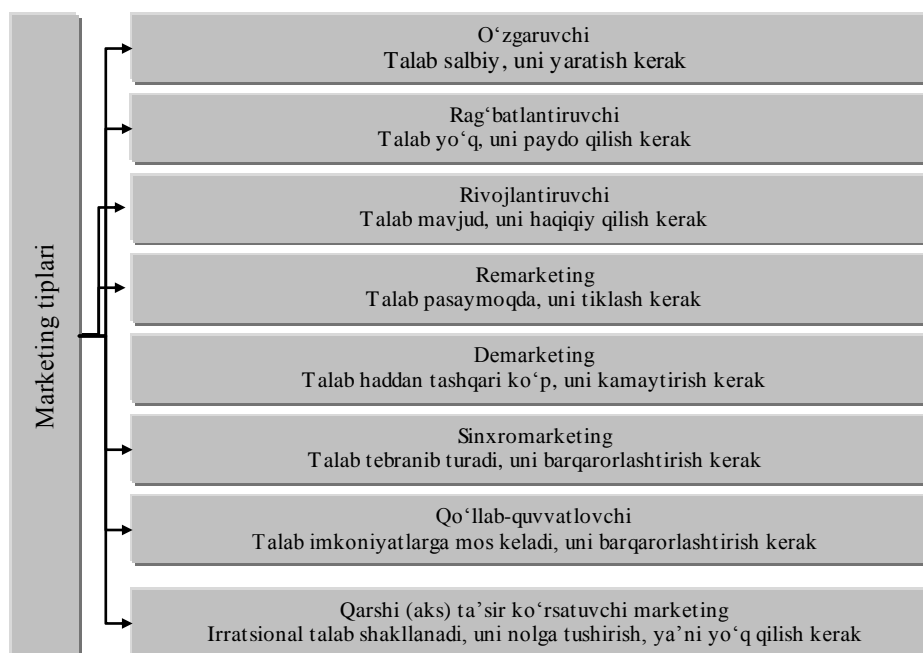 Marketing tiplari
O‘zgaruvchi
Talab salbiy, uni yaratish kerak
Rag‘batlantiruvchi
Talab yo‘q, uni paydo qilish kerak
Rivojlantiruvchi
Talab mavjud, uni haqiqiy qilish kerak
Remarketing
Talab pasaymoqda, uni tiklash kerak
Demarketing
Talab haddan tashqari ko‘p, uni kamaytirish kerak
Sinxromarketing
Talab tebranib turadi, uni barqarorlashtirish kerak
Qo‘llab-quvvatlovchi
Talab imkoniyatlarga mos keladi, uni barqarorlashtirish kerak
Qarshi (aks) ta’sir ko‘rsatuvchi marketing
Irratsional talab shakllanadi, uni nolga tushirish, ya’ni yo‘q qilish kerak